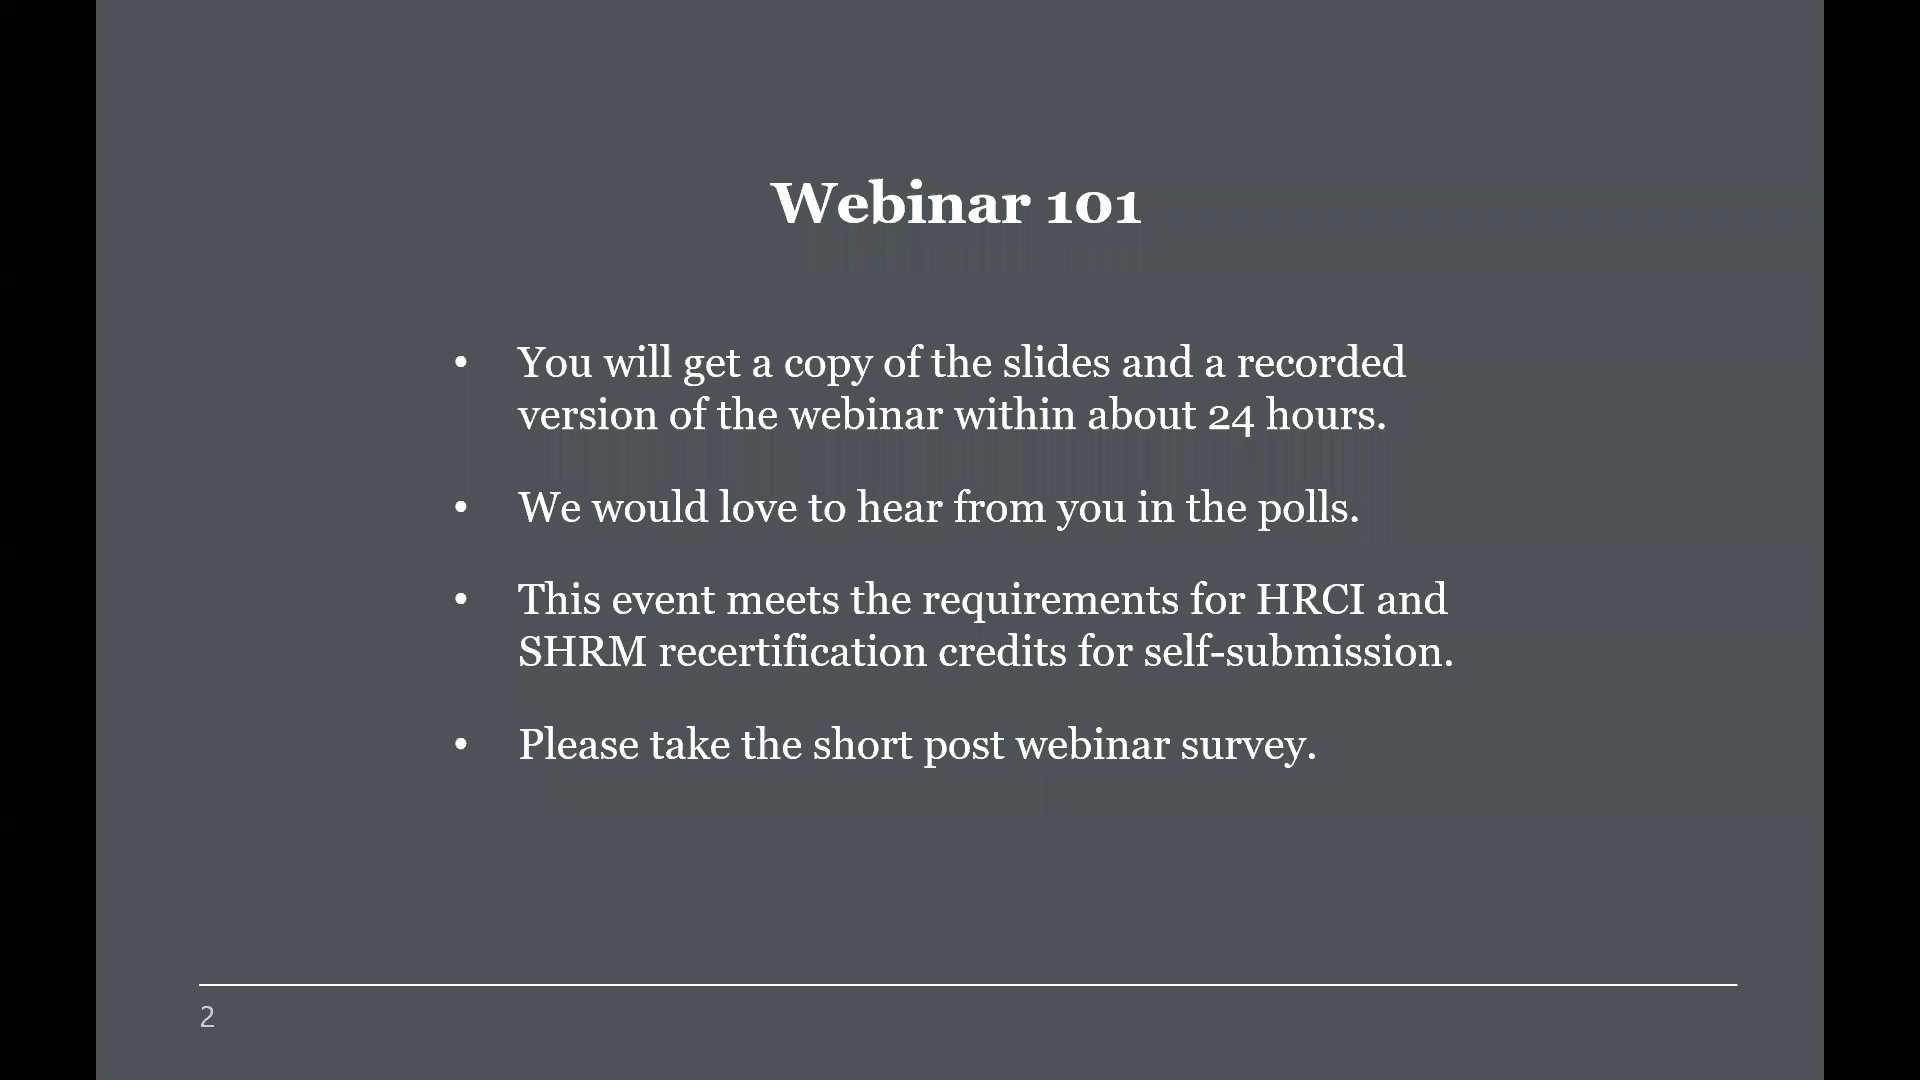 Webinar 101
• You will get a copy of the slides and a recorded
version of the webinar within about 24 hours.
• We would love to hear from you in the polls.
• This event meets the requirements for HRCI and
SHRM recertification credits for self-submission.
• Please take the short post webinar survey.
2